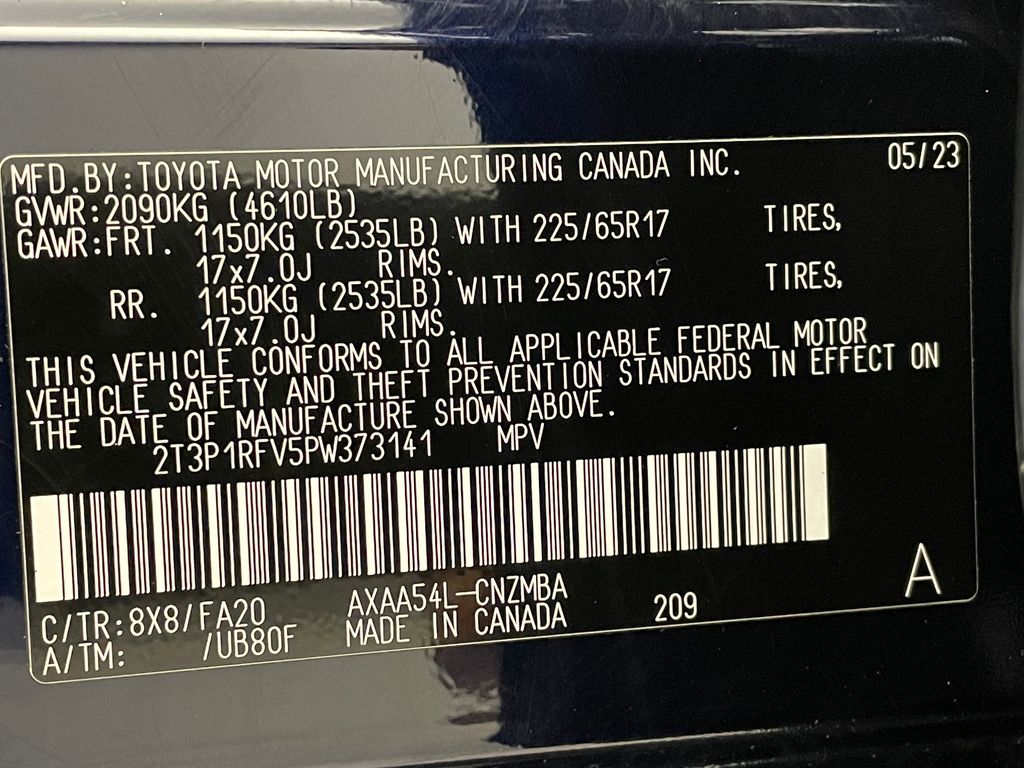 MFD.BY:TOYOTA MOTOR MANUFACTURING CANADA INC. 05/23
GVWR:2090KG (4610LB)
GAWR:FRT. 1150KG (2535LB) WITH 225/65R17 TIRES,
17x7.0J RIMS.
RR. 1150KG (2535LB) WITH 225/65R17 TIRES,
17x7.0J RIMS.
THIS VEHICLE CONFORMS TO ALL APPLICABLE FEDERAL MOTOR
VEHICLE SAFETY AND THEFT PREVENTION STANDARDS IN EFFECT ON
THE DATE OF MANUFACTURE SHOWN ABOVE.
2T3P1RFV5PW373141 MPV
C/TR:8X8/FA20 AXAA54L-CNZMBA 209 A
A/TM: /UB80F MADE IN CANADA